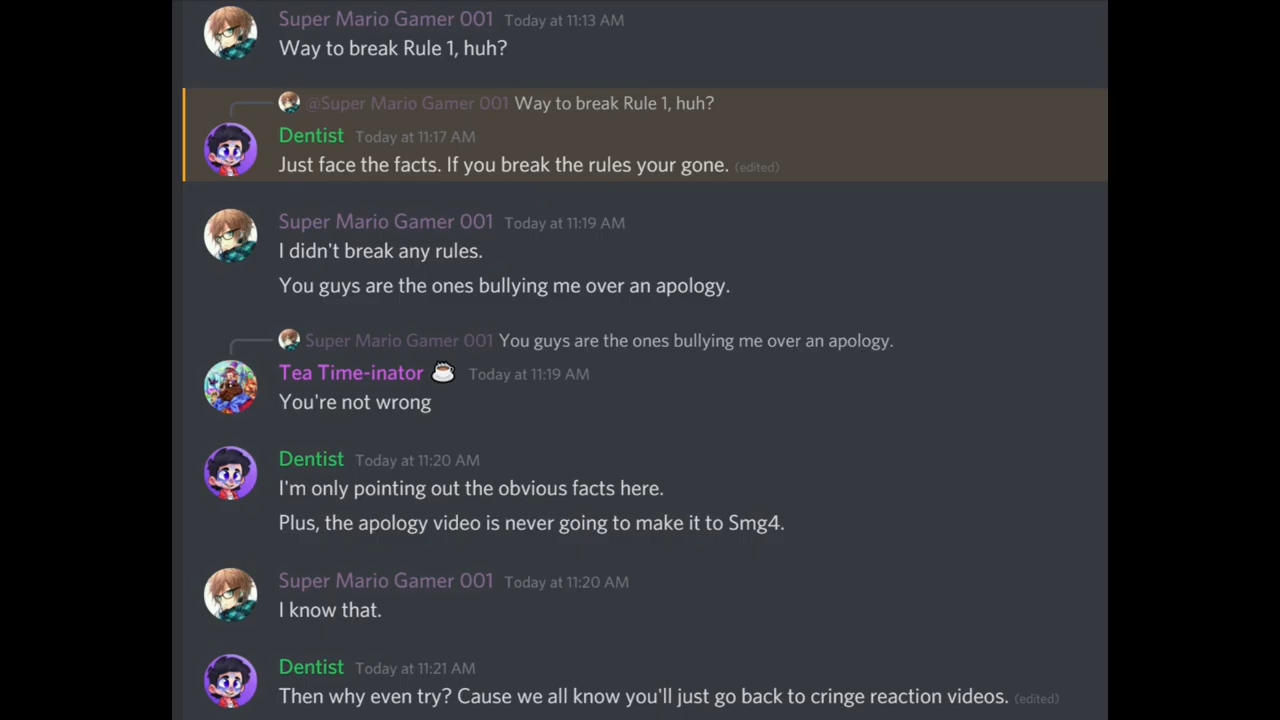 Super Mario Gamer 001 Today at 11:13 AM
Way to break Rule 1, huh?
@Super Mario Gamer 001 Way to break Rule 1, huh?
Dentist Today at 11:17 AM
Just face the facts. If you break the rules your gone. (edited)
Super Mario Gamer 001 Today at 11:19 AM
I didn't break any rules.
You guys are the ones bullying me over an apology.
Super Mario Gamer 001 You guys are the ones bullying me over an apology.
Tea Time-inator ☕ Today at 11:19 AM
You're not wrong
Dentist Today at 11:20 AM
I'm only pointing out the obvious facts here.
Plus, the apology video is never going to make it to Smg4.
Super Mario Gamer 001 Today at 11:20 AM
I know that.
Dentist Today at 11:21 AM
Then why even try? Cause we all know you'll just go back to cringe reaction videos. (edited)